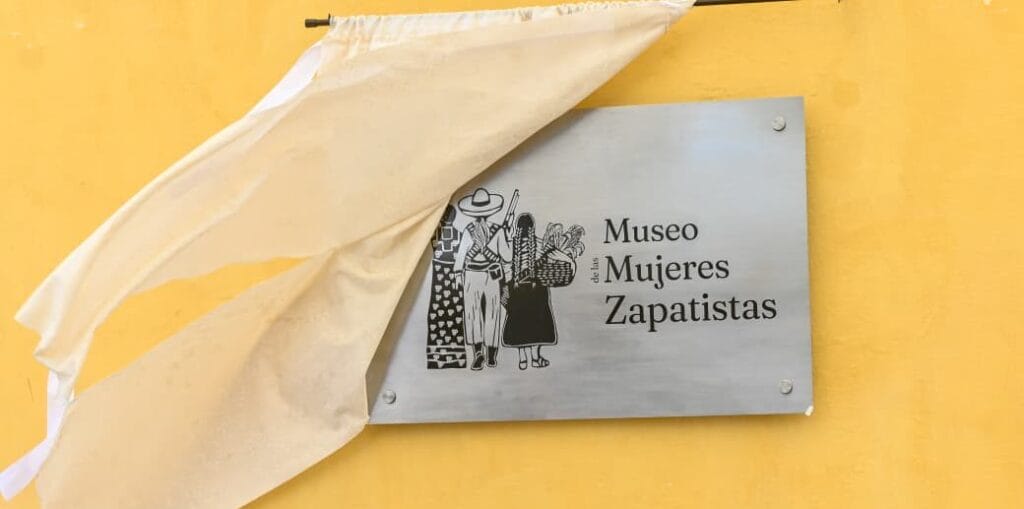 Museo
de las
Mujeres
Zapatistas